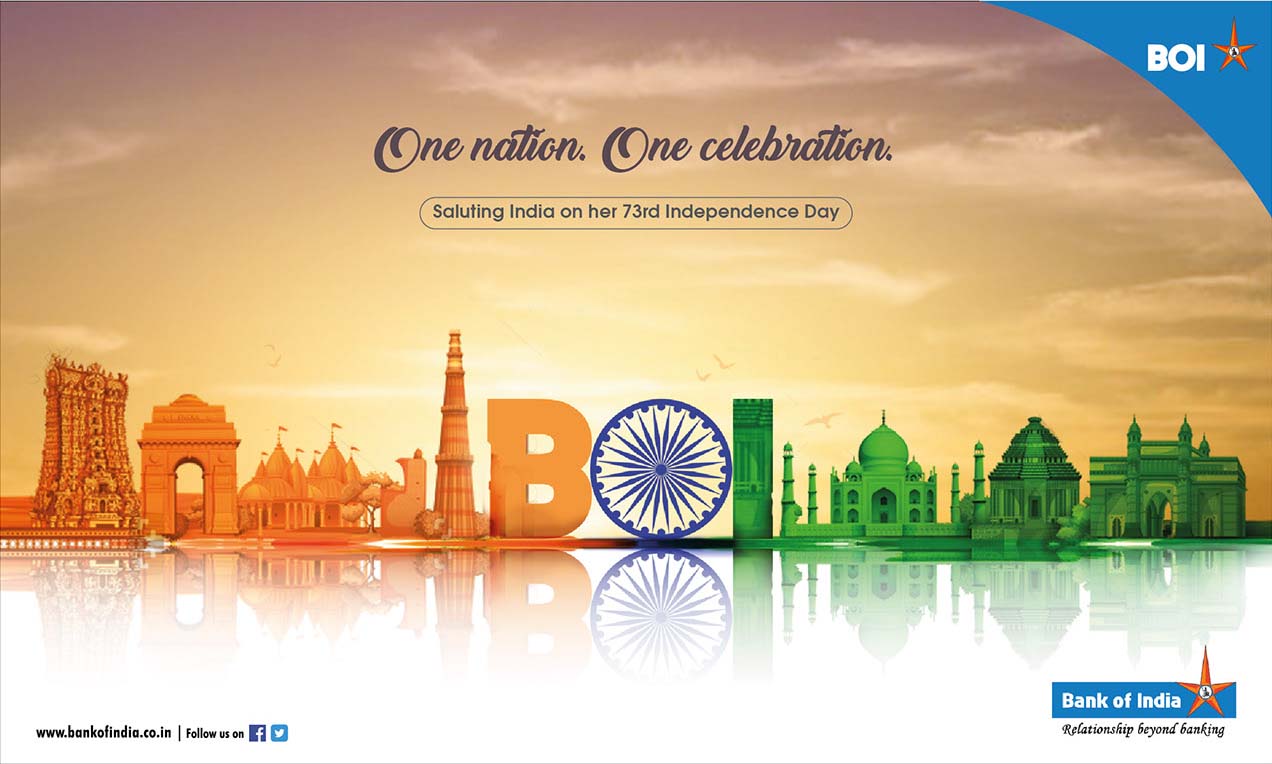 BOI
One nation. One celebration.
Saluting India on her 73rd Independence Day
BOI
Bank of India
Relationship beyond banking
www.bankofindia.co.in | Follow us on